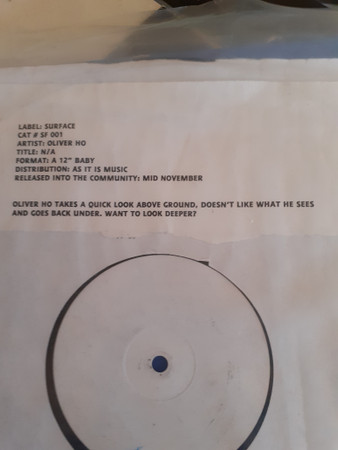 LABEL: SURFACE
CAT # SF 001
ARTIST: OLIVER HO
TITLE: N/A
FORMAT: A 12" BABY
DISTRIBUTION: AS IT IS MUSIC
RELEASED INTO THE COMMUNITY: MID NOVEMBER
OLIVER HO TAKES A QUICK LOOK ABOVE GROUND, DOESN'T LIKE WHAT HE SEES
AND GOES BACK UNDER. WANT TO LOOK DEEPER?